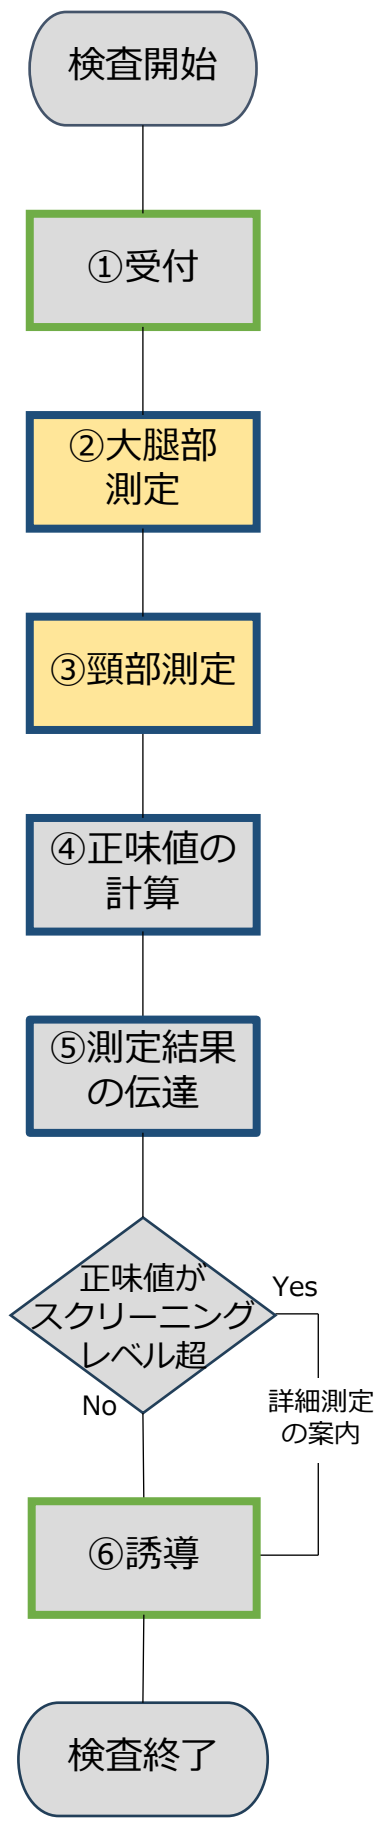 検査開始
①受付
②大腿部
測定
③頸部測定
④正味値の
計算
⑤測定結果
の伝達
正味値が
スクリーニング
レベル超
Yes
No
詳細測定
の案内
⑥誘導
検査終了